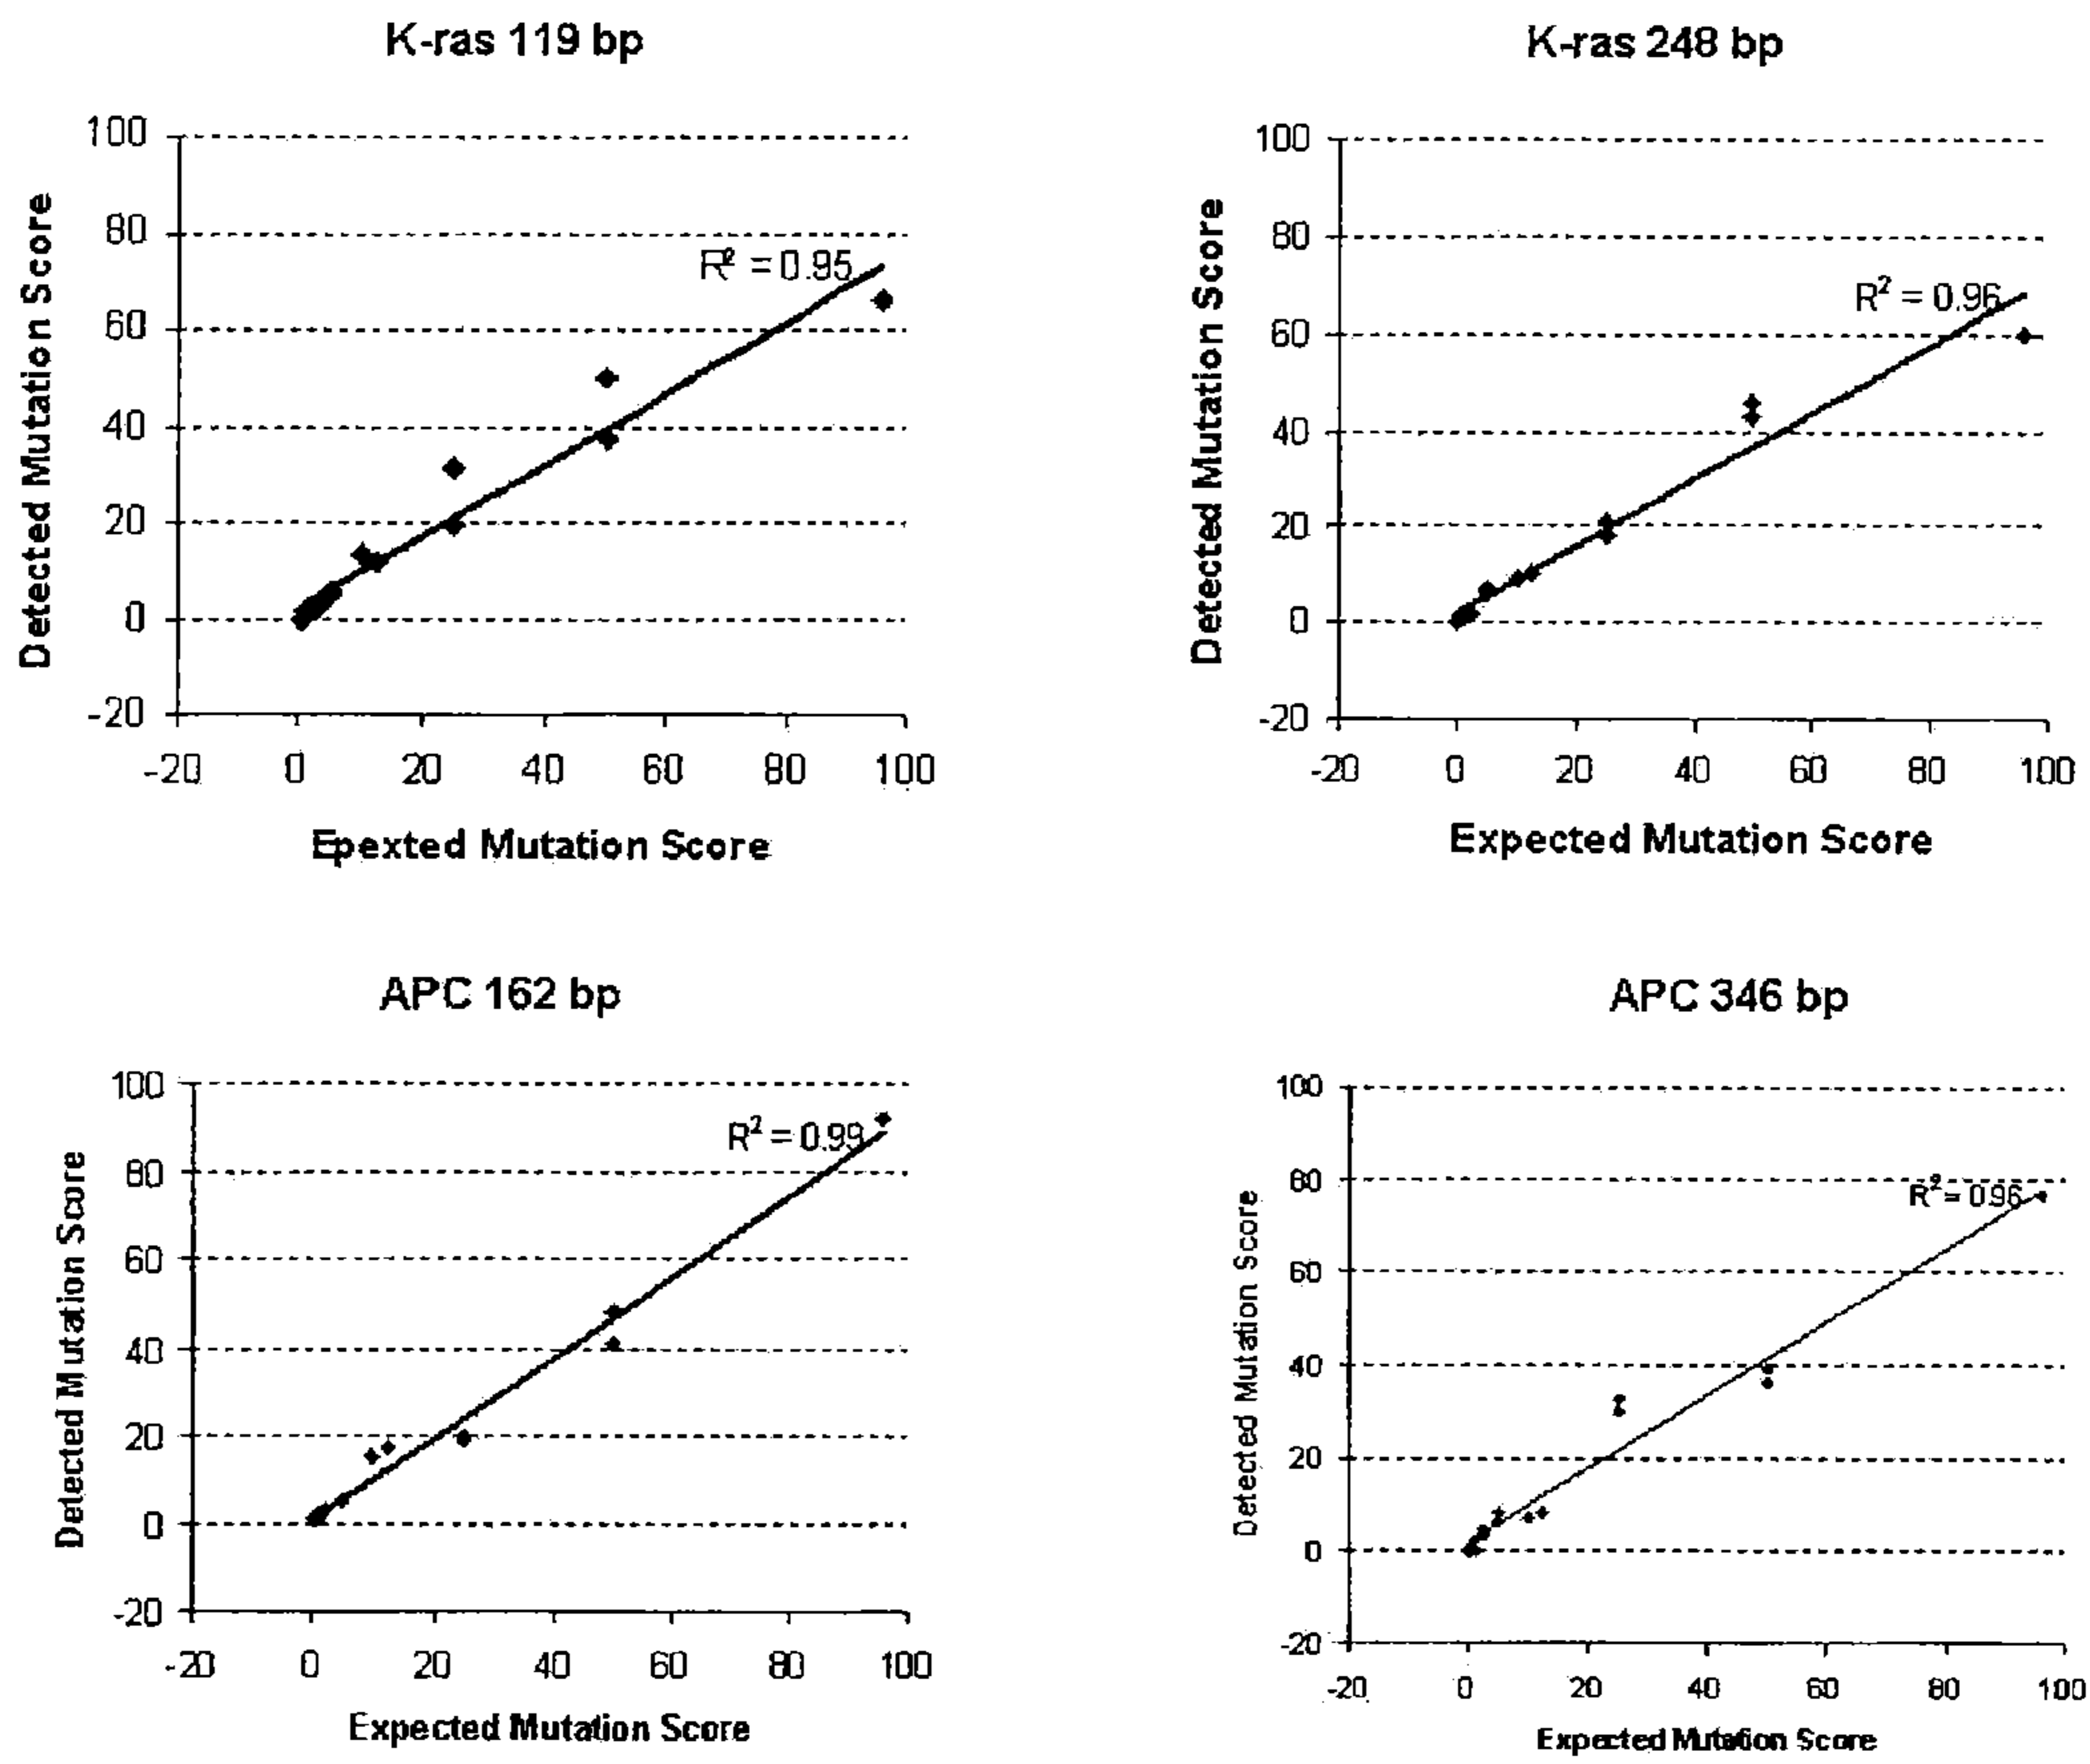 K-ras 119 bp
Detected Mutation Score
100
80
60
40
20
0
-20
R² = 0.95
-20 0 20 40 60 80 100
Epexted Mutation Score
K-ras 248 bp
Detected Mutation Score
100
80
60
40
20
0
-20
R² = 0.96
-20 0 20 40 60 80 100
Expected Mutation Score
APC 162 bp
Detected Mutation Score
100
80
60
40
20
0
-20
R² = 0.99
-20 0 20 40 60 80 100
Expected Mutation Score
APC 346 bp
Detected Mutation Score
100
80
60
40
20
0
-20
R² = 0.96
-20 0 20 40 60 80 100
Expected Mutation Score